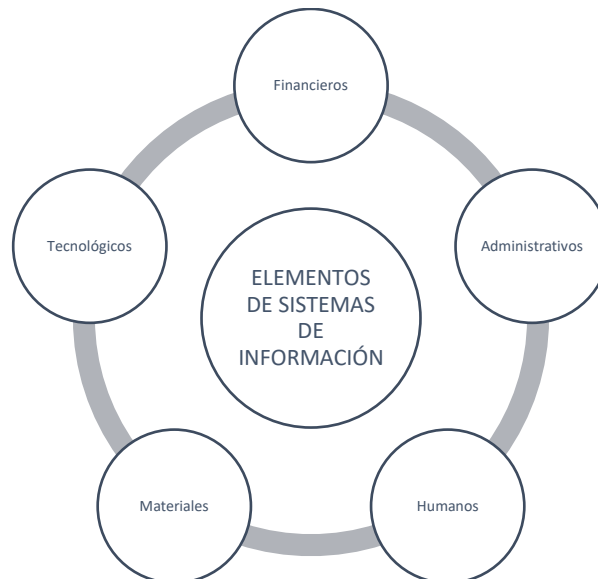 Financieros
Tecnológicos
Administrativos
ELEMENTOS
DE SISTEMAS
DE
INFORMACIÓN
Materiales
Humanos